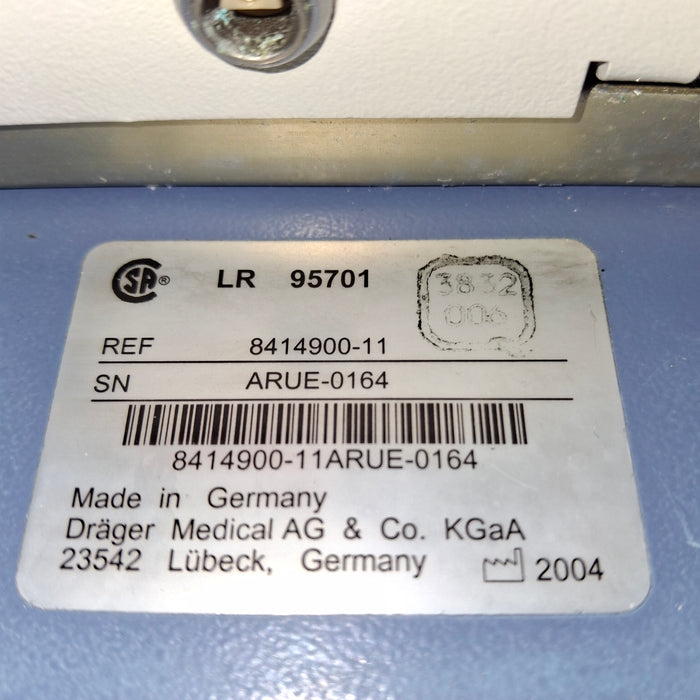 SA® LR 95701
3832
006
REF 8414900-11
SN ARUE-0164
8414900-11ARUE-0164
Made in Germany
Dräger Medical AG & Co. KGaA
23542 Lübeck, Germany 2004